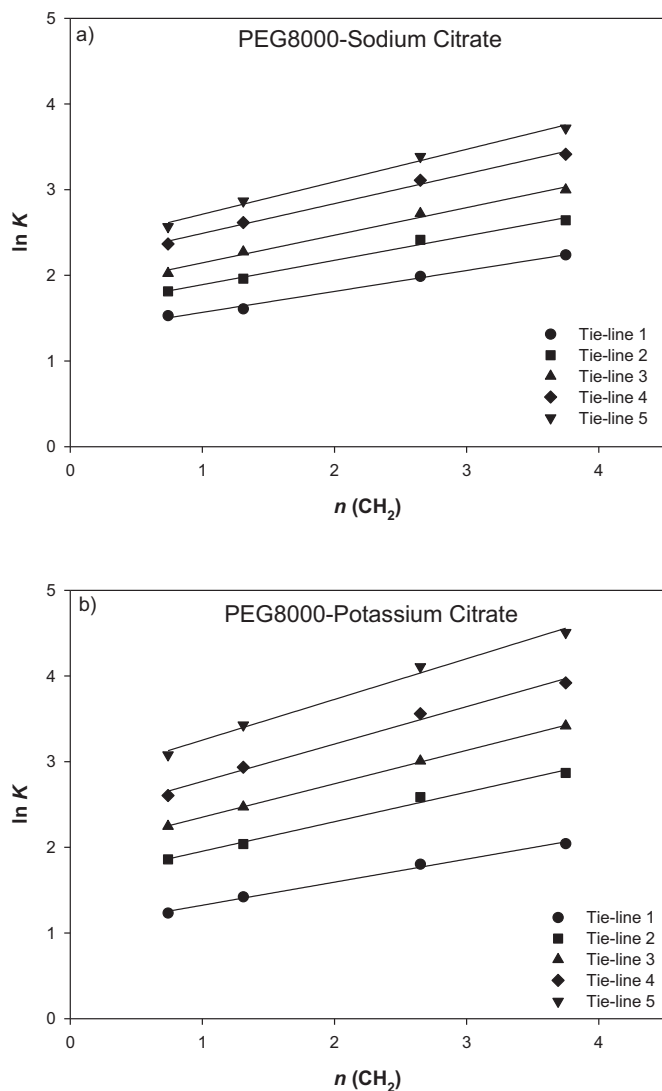 a)
PEG8000-Sodium Citrate
5
4
3
2
1
0
ln K
Tie-line 1
Tie-line 2
Tie-line 3
Tie-line 4
Tie-line 5
0 1 2 3 4
n (CH₂)
b)
PEG8000-Potassium Citrate
5
4
3
2
1
0
ln K
Tie-line 1
Tie-line 2
Tie-line 3
Tie-line 4
Tie-line 5
0 1 2 3 4
n (CH₂)